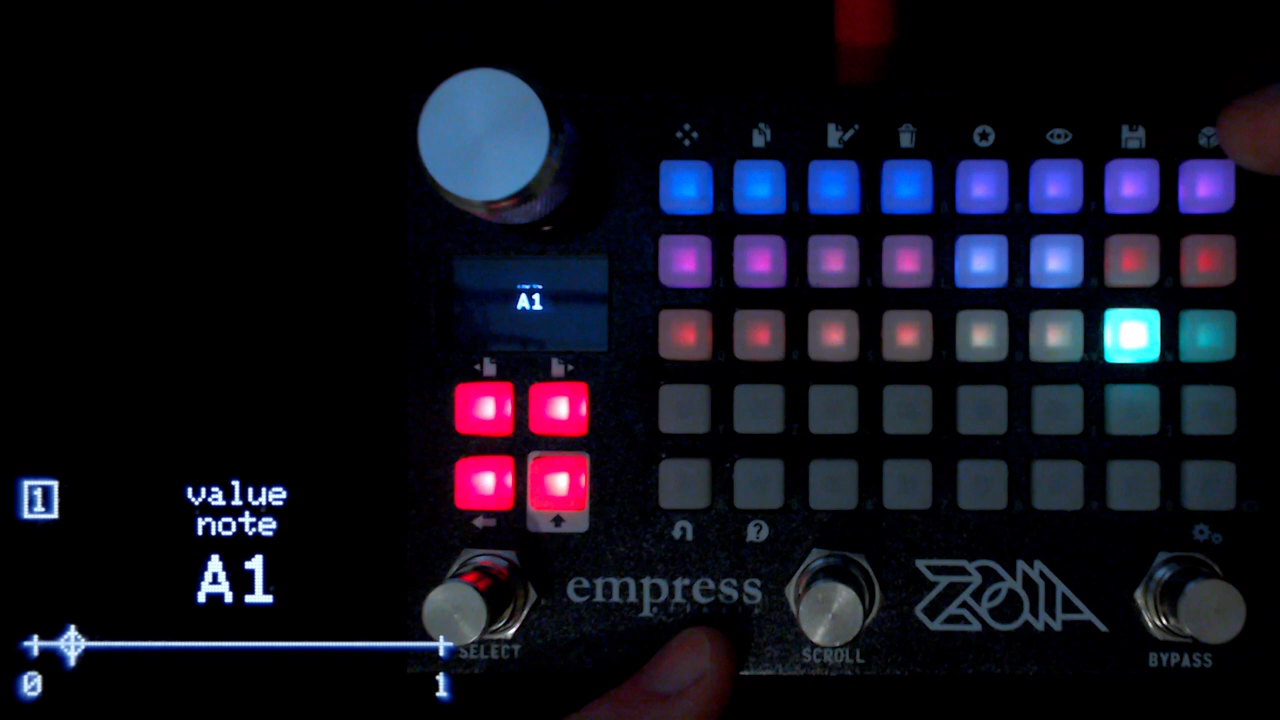 A1
1
value
note
A1
0
1
empress
ZOIA
SELECT
SCROLL
BYPASS